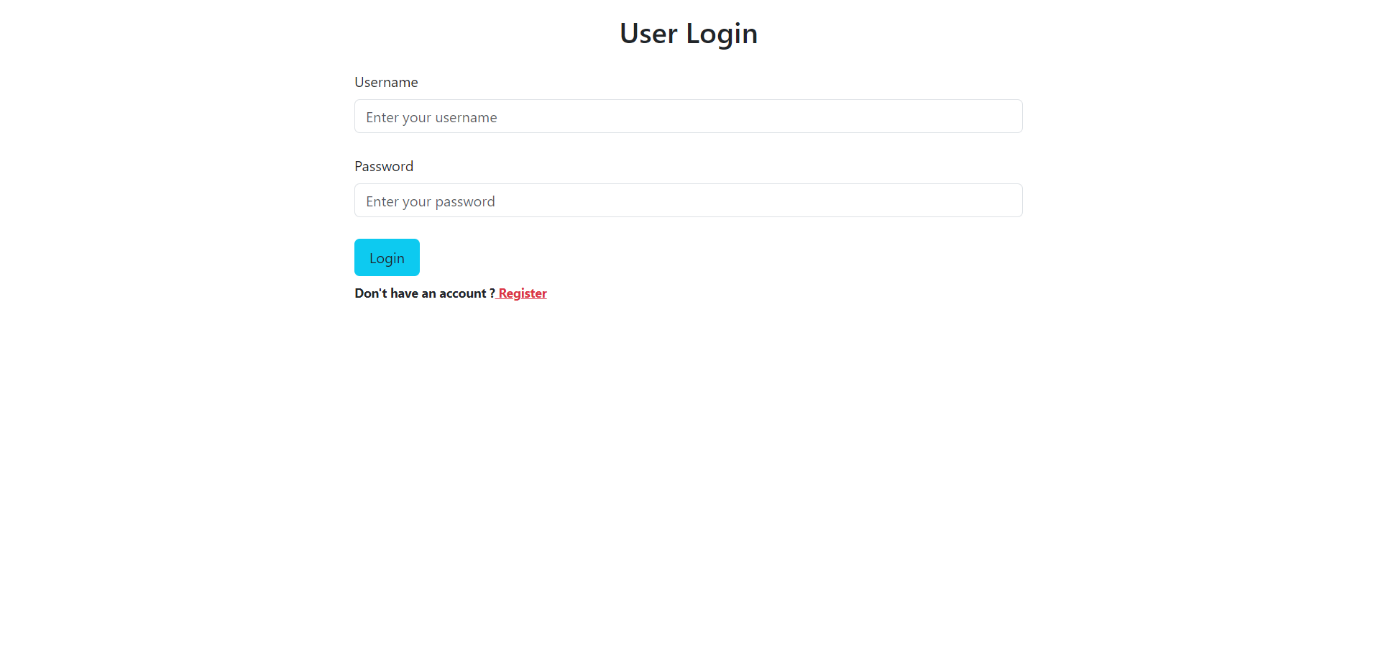 User Login
Username
Enter your username
Password
Enter your password
Login
Don't have an account ? Register